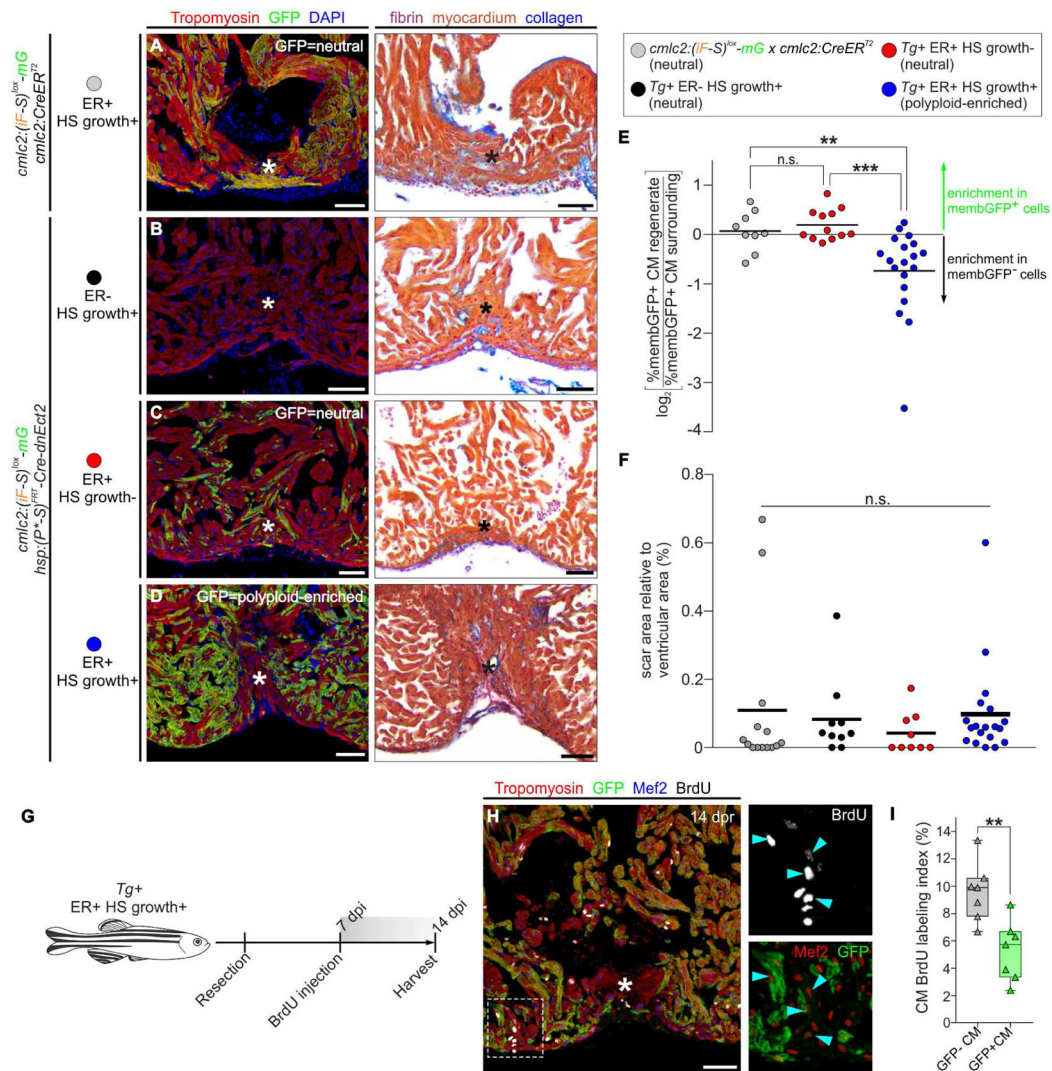 Tropomyosin GFP DAPI
fibrin myocardium collagen
cmlc2:(iF-S)lox-mG
cmlc2:CreERT2
ER+
HS growth+
A
GFP=neutral
*
*
cmlc2:(iF-S)lox-mG
hsp:(P*-S)FRT-Cre-dnEct2
ER-
HS growth+
B
*
*
ER+
HS growth-
C
GFP=neutral
*
*
ER+
HS growth+
D
GFP=polyploid-enriched
*
*
cmlc2:(iF-S)lox-mG x cmlc2:CreERT2
(neutral)
Tg+ ER- HS growth+
(neutral)
Tg+ ER+ HS growth-
(neutral)
Tg+ ER+ HS growth+
(polyploid-enriched)
E
log2 [%membGFP+ CM regenerate / %membGFP+ CM surrounding]
1
0
-1
-2
-3
-4
**
n.s.
***
enrichment in
membGFP+ cells
enrichment in
membGFP- cells
F
scar area relative to
ventricular area (%)
0.8
0.6
0.4
0.2
0
n.s.
G
Tg+
ER+ HS growth+
Resection
BrdU injection
7 dpi
Harvest
14 dpi
Tropomyosin GFP Mef2 BrdU
H
14 dpr
*
BrdU
Mef2 GFP
I
CM BrdU labeling index (%)
14
12
10
8
6
4
2
0
**
GFP- CM
GFP+CM